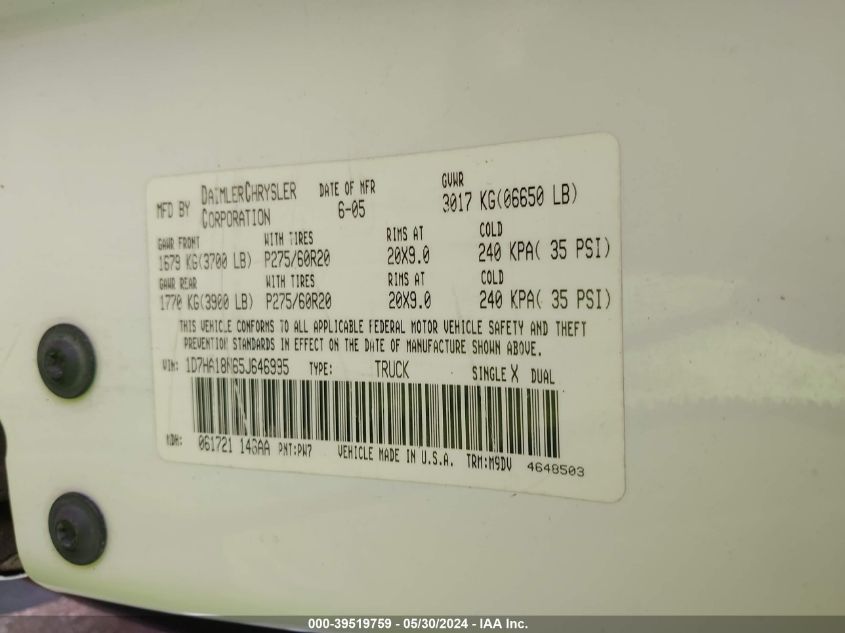 MFD BY DAIMLERCHRYSLER CORPORATION DATE OF MFR 6-05 GVWR 3017 KG(06650 LB)
GAWR FRONT WITH TIRES RIMS AT COLD
1679 KG(3700 LB) P275/60R20 20X9.0 240 KPA( 35 PSI)
GAWR REAR WITH TIRES RIMS AT COLD
1770 KG(3900 LB) P275/60R20 20X9.0 240 KPA( 35 PSI)
THIS VEHICLE CONFORMS TO ALL APPLICABLE FEDERAL MOTOR VEHICLE SAFETY AND THEFT
PREVENTION STANDARDS IN EFFECT ON THE DATE OF MANUFACTURE SHOWN ABOVE.
VIN: 1D7HA18N65J646995 TYPE: TRUCK SINGLE X DUAL
MDH: 061721 PNT:PW7 VEHICLE MADE IN U.S.A. TRM:M9DV 4648503
000-39519759 - 05/30/2024 - IAA Inc.